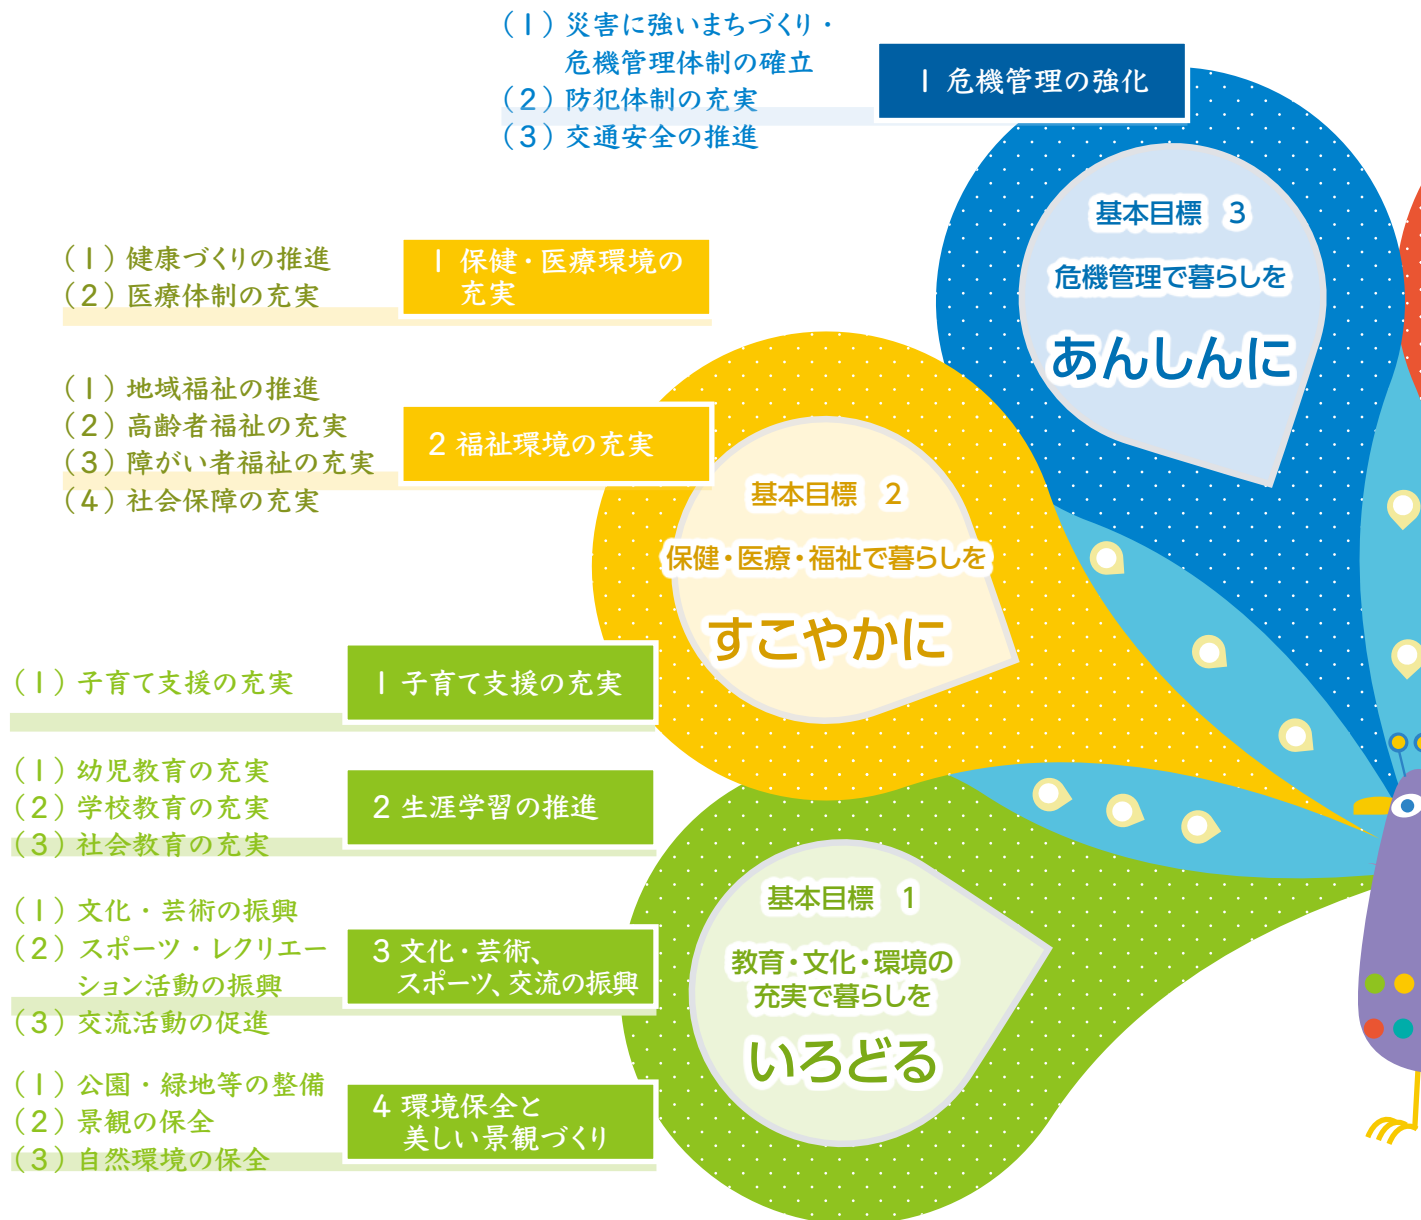 (1) 災害に強いまちづくり・
危機管理体制の確立
(2) 防犯体制の充実
(3) 交通安全の推進
1 危機管理の強化
基本目標 3
危機管理で暮らしを
あんしんに
(1) 健康づくりの推進
(2) 医療体制の充実
1 保健・医療環境の
充実
(1) 地域福祉の推進
(2) 高齢者福祉の充実
(3) 障がい者福祉の充実
(4) 社会保障の充実
2 福祉環境の充実
基本目標 2
保健・医療・福祉で暮らしを
すこやかに
(1) 子育て支援の充実
1 子育て支援の充実
(1) 幼児教育の充実
(2) 学校教育の充実
(3) 社会教育の充実
2 生涯学習の推進
(1) 文化・芸術の振興
(2) スポーツ・レクリエー
ション活動の振興
(3) 交流活動の促進
3 文化・芸術、
スポーツ、交流の振興
(1) 公園・緑地等の整備
(2) 景観の保全
(3) 自然環境の保全
4 環境保全と
美しい景観づくり
基本目標 1
教育・文化・環境の
充実で暮らしを
いろどる